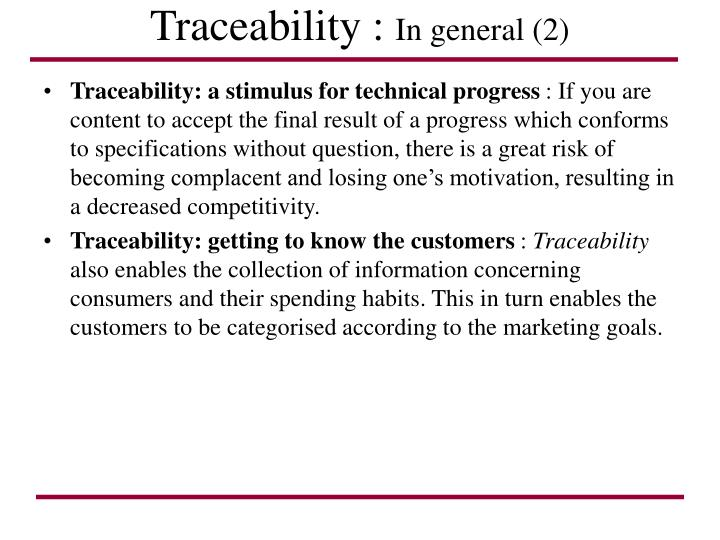 Traceability : In general (2)
• Traceability: a stimulus for technical progress : If you are
content to accept the final result of a progress which conforms
to specifications without question, there is a great risk of
becoming complacent and losing one’s motivation, resulting in
a decreased competitivity.
• Traceability: getting to know the customers : Traceability
also enables the collection of information concerning
consumers and their spending habits. This in turn enables the
customers to be categorised according to the marketing goals.